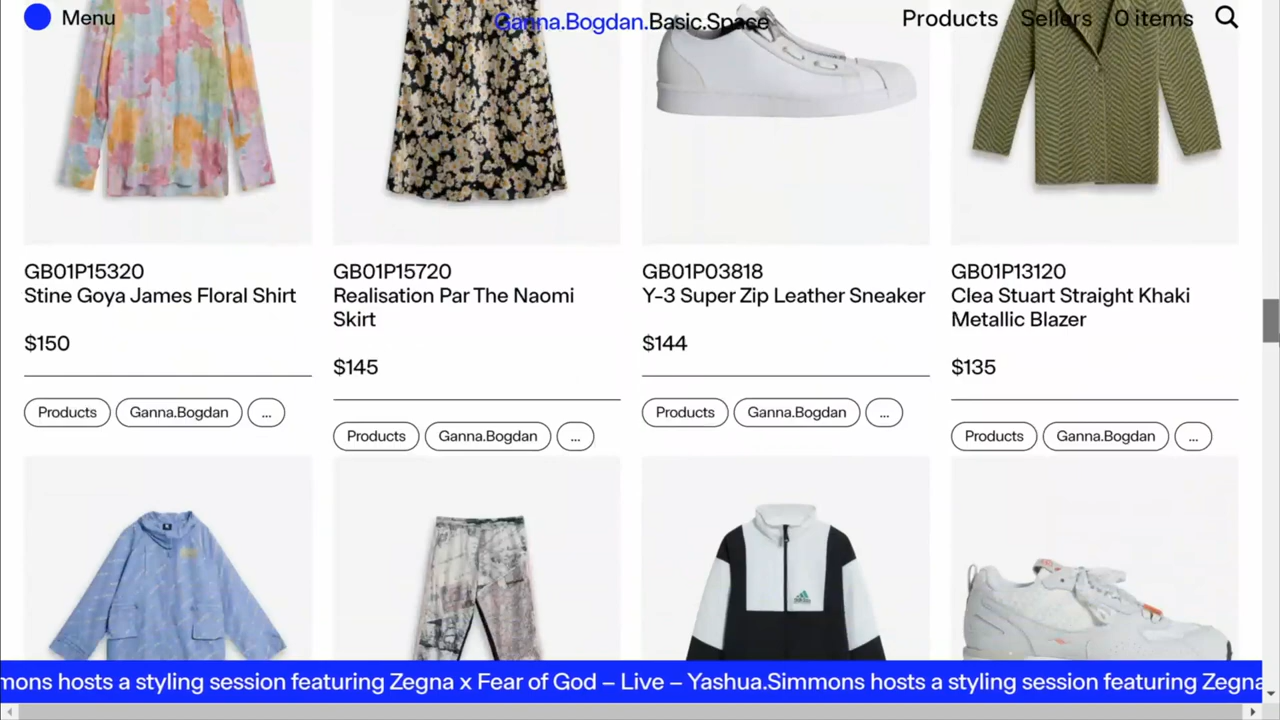 Menu
Ganna.Bogdan.Basic.Space
Products Sellers 0 items
GB01P15320
Stine Goya James Floral Shirt
$150
Products Ganna.Bogdan ...
GB01P15720
Realisation Par The Naomi
Skirt
$145
Products Ganna.Bogdan ...
GB01P03818
Y-3 Super Zip Leather Sneaker
$144
Products Ganna.Bogdan ...
GB01P13120
Clea Stuart Straight Khaki
Metallic Blazer
$135
Products Ganna.Bogdan ...
mons hosts a styling session featuring Zegna x Fear of God – Live – Yashua.Simmons hosts a styling session featuring Zegna